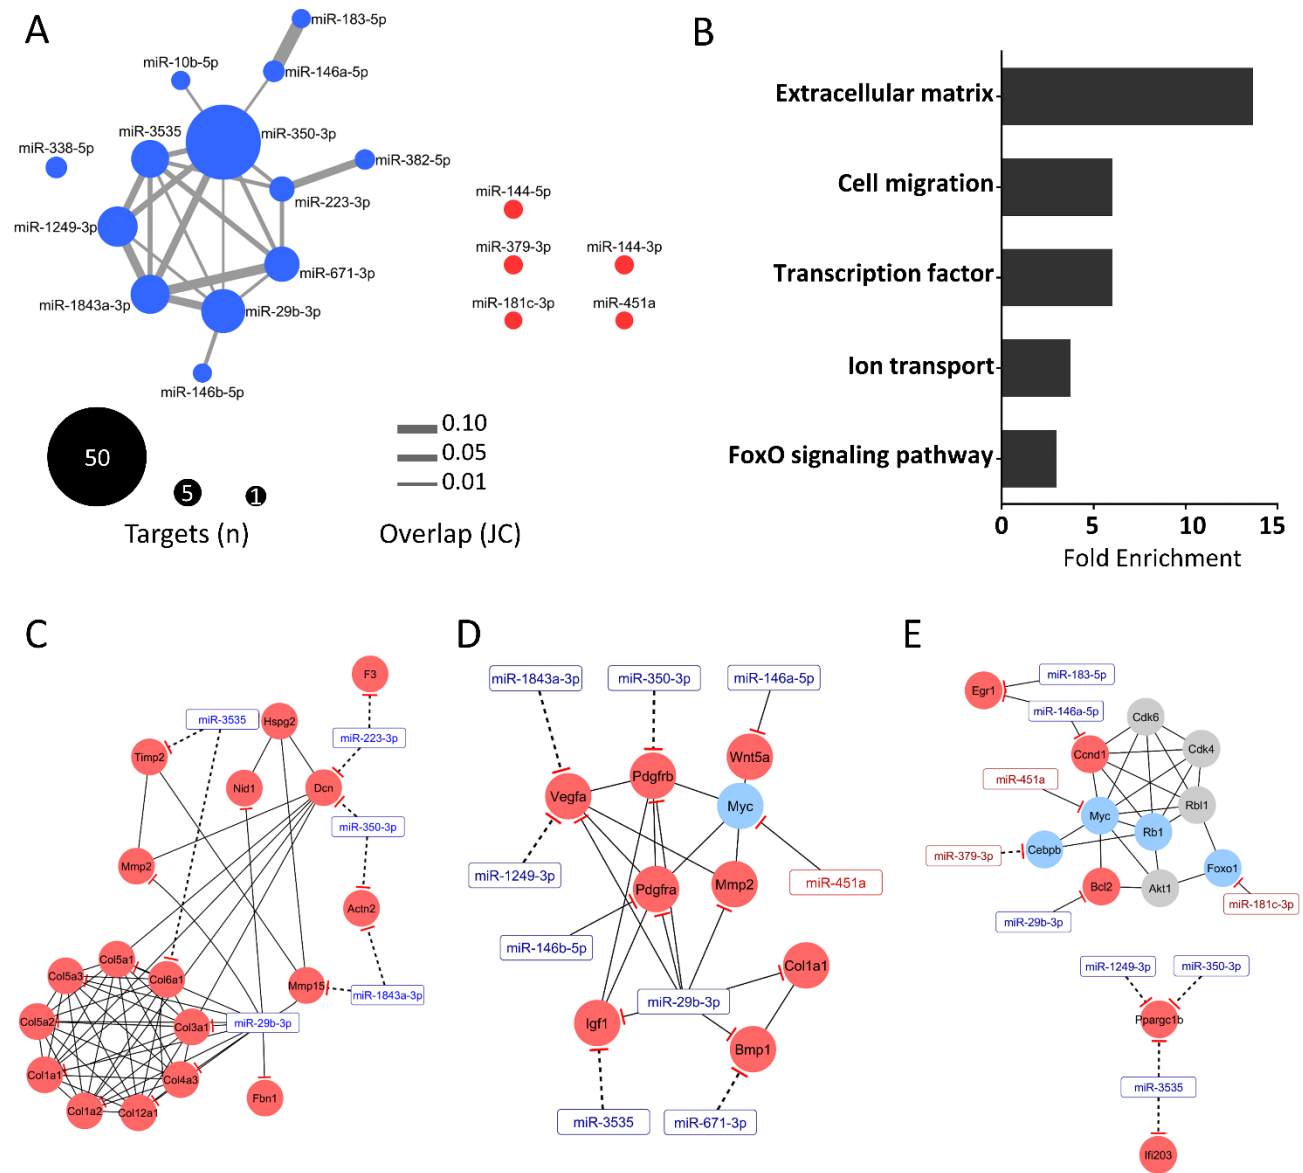 A
miR-183-5p
miR-10b-5p
miR-146a-5p
miR-3535
miR-350-3p
miR-338-5p
miR-382-5p
miR-223-3p
miR-1249-3p
miR-671-3p
miR-1843a-3p
miR-29b-3p
miR-146b-5p
miR-144-5p
miR-379-3p
miR-144-3p
miR-181c-3p
miR-451a
50
5
1
Targets (n)
0.10
0.05
0.01
Overlap (JC)
B
Extracellular matrix
Cell migration
Transcription factor
Ion transport
FoxO signaling pathway
0 5 10 15
Fold Enrichment
C
F3
miR-3535
Hspg2
miR-223-3p
Timp2
Nid1
Dcn
miR-350-3p
Mmp2
Actn2
Col5a1
Col5a3
Col6a1
Mmp15
miR-1843a-3p
Col5a2
Col3a1
miR-29b-3p
Col1a1
Col4a3
Fbn1
Col1a2
Col12a1
D
miR-1843a-3p
miR-350-3p
miR-146a-5p
Wnt5a
Pdgfrb
Vegfa
Myc
miR-1249-3p
Pdgfra
Mmp2
miR-451a
miR-146b-5p
Col1a1
miR-29b-3p
Igf1
Bmp1
miR-3535
miR-671-3p
E
miR-183-5p
Egr1
miR-146a-5p
Cdk6
Ccnd1
Cdk4
miR-451a
Rbl1
Myc
Rb1
miR-379-3p
Cebpb
Foxo1
Bcl2
Akt1
miR-181c-3p
miR-29b-3p
miR-1249-3p
miR-350-3p
Ppargc1b
miR-3535
Ifi203